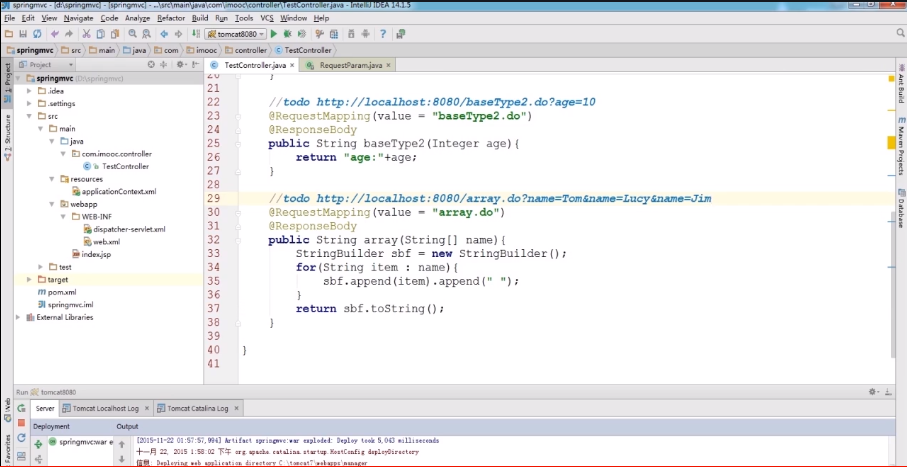 springmvc - [d:\springmvc] - [springmvc] - ...\src\main\java\com\imooc\controller\TestController.java - IntelliJ IDEA 14.1.5
File Edit View Navigate Code Analyze Refactor Build Run Tools VCS Window Help
tomcat8080
springmvc src main java com imooc controller TestController
Project
TestController.java RequestParam.java
springmvc (D:\springmvc)
.idea
.settings
src
main
java
com.imooc.controller
TestController
resources
applicationContext.xml
webapp
WEB-INF
dispatcher-servlet.xml
web.xml
index.jsp
test
target
pom.xml
springmvc.iml
External Libraries
20 }
21
22 //todo http://localhost:8080/baseType2.do?age=10
23 @RequestMapping(value = "baseType2.do")
24 @ResponseBody
25 public String baseType2(Integer age){
26 return "age:"+age;
27 }
28
29 //todo http://localhost:8080/array.do?name=Tom&name=Lucy&name=Jim
30 @RequestMapping(value = "array.do")
31 @ResponseBody
32 public String array(String[] name){
33 StringBuilder sbf = new StringBuilder();
34 for(String item : name){
35 sbf.append(item).append(" ");
36 }
37 return sbf.toString();
38 }
39
40 }
41
1: Project
7: Structure
Web
Favorites
Ant Build
Maven Projects
Database
Run tomcat8080
Server Tomcat Localhost Log Tomcat Catalina Log
Deployment Output
springmvc:war e
[2015-11-22 01:57:57,994] Artifact springmvc:war exploded: Deploy took 5,043 milliseconds
十一月 22, 2015 1:58:02 下午 org.apache.catalina.startup.HostConfig deployDirectory
信息: Deploying web application directory C:\tomcat7\webapps\manager